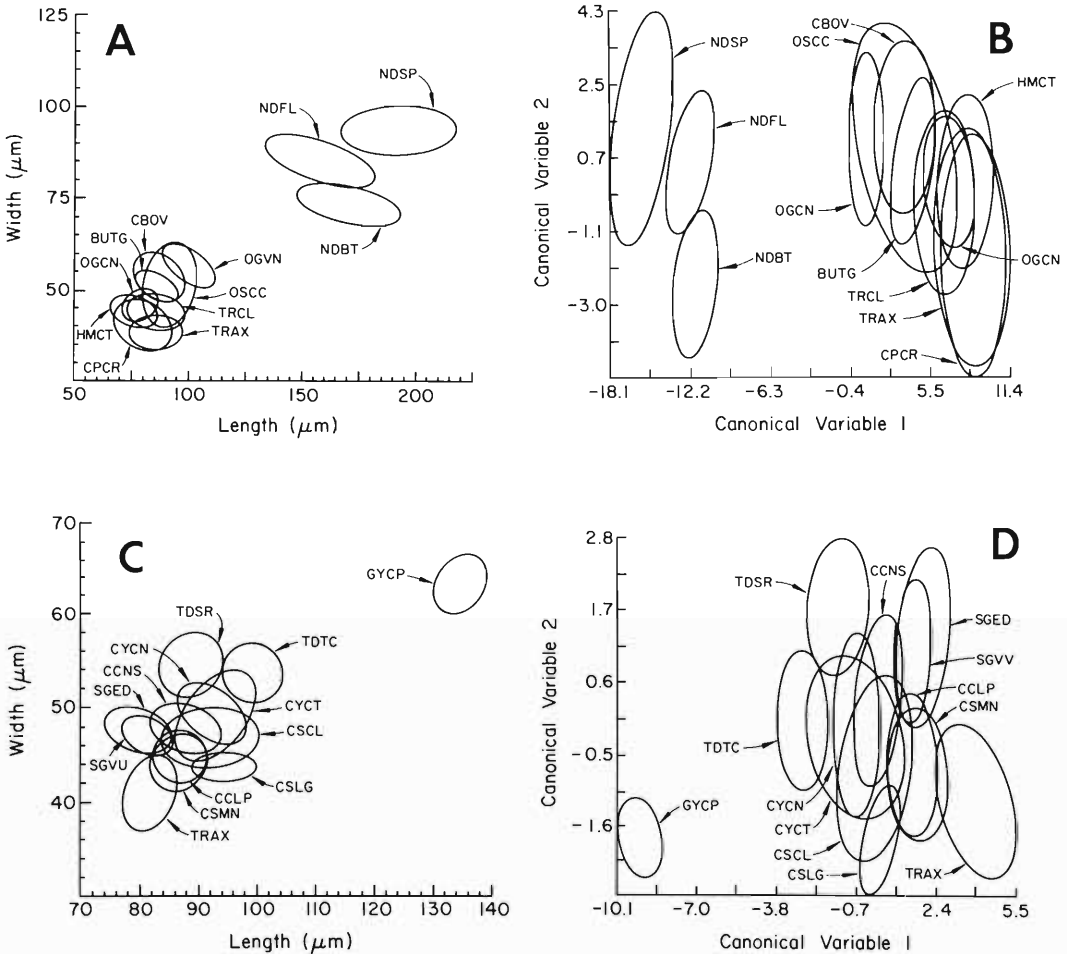 A
125
100
75
50
Width (μm)
NDSP
NDFL
NDBT
CBOV
BUTG
OGCN
OGVN
OSCC
TRCL
TRAX
HMCT
CPCR
50
100
150
200
Length (μm)
B
4.3
2.5
0.7
-1.1
-3.0
Canonical Variable 2
NDSP
NDFL
NDBT
CBOV
OSCC
HMCT
OGCN
BUTG
OGCN
TRCL
TRAX
CPCR
-18.1
-12.2
-6.3
-0.4
5.5
11.4
Canonical Variable 1
C
70
60
50
40
Width (μm)
GYCP
TDSR
TDTC
CYCN
CCNS
SGED
CYCT
CSCL
SGVU
CSLG
CCLP
CSMN
TRAX
70
80
90
100
110
120
130
140
Length (μm)
D
2.8
1.7
0.6
-0.5
-1.6
Canonical Variable 2
TDSR
CCNS
SGED
SGVV
CCLP
CSMN
TDTC
GYCP
CYCN
CYCT
CSCL
CSLG
TRAX
-10.1
-7.0
-3.8
-0.7
2.4
5.5
Canonical Variable 1